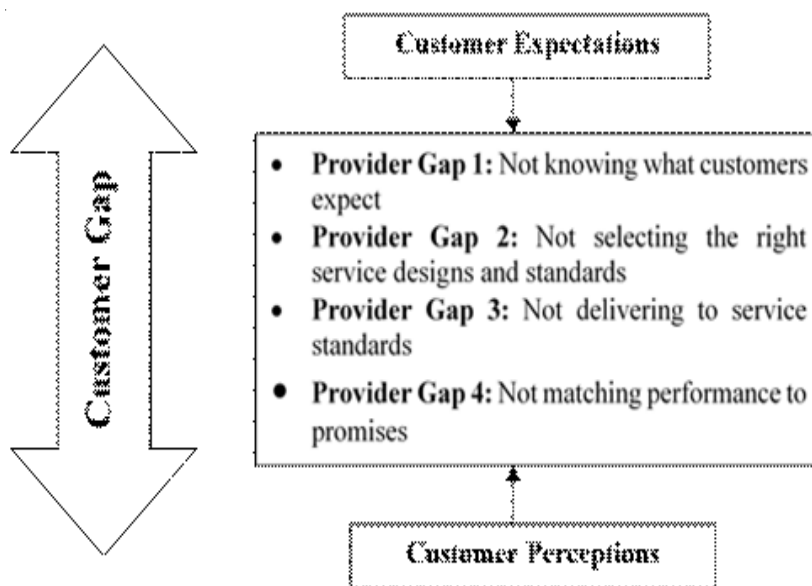 Customer Expectations
Customer Gap
• Provider Gap 1: Not knowing what customers
expect
• Provider Gap 2: Not selecting the right
service designs and standards
• Provider Gap 3: Not delivering to service
standards
• Provider Gap 4: Not matching performance to
promises
Customer Perceptions